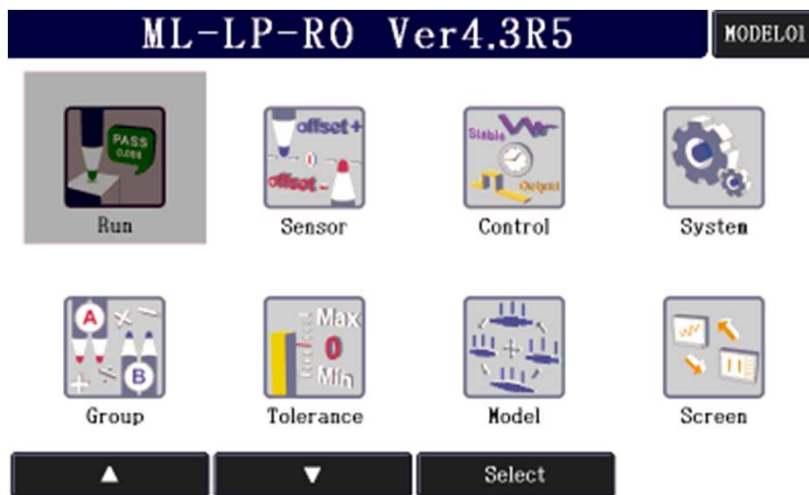 ML-LP-RO Ver4.3R5 MODEL01
PASS
0.008
offset+
0
offset-
Stable
Output
Run Sensor Control System
A
B
Max
0
Min
Group Tolerance Model Screen
▲ ▼ Select